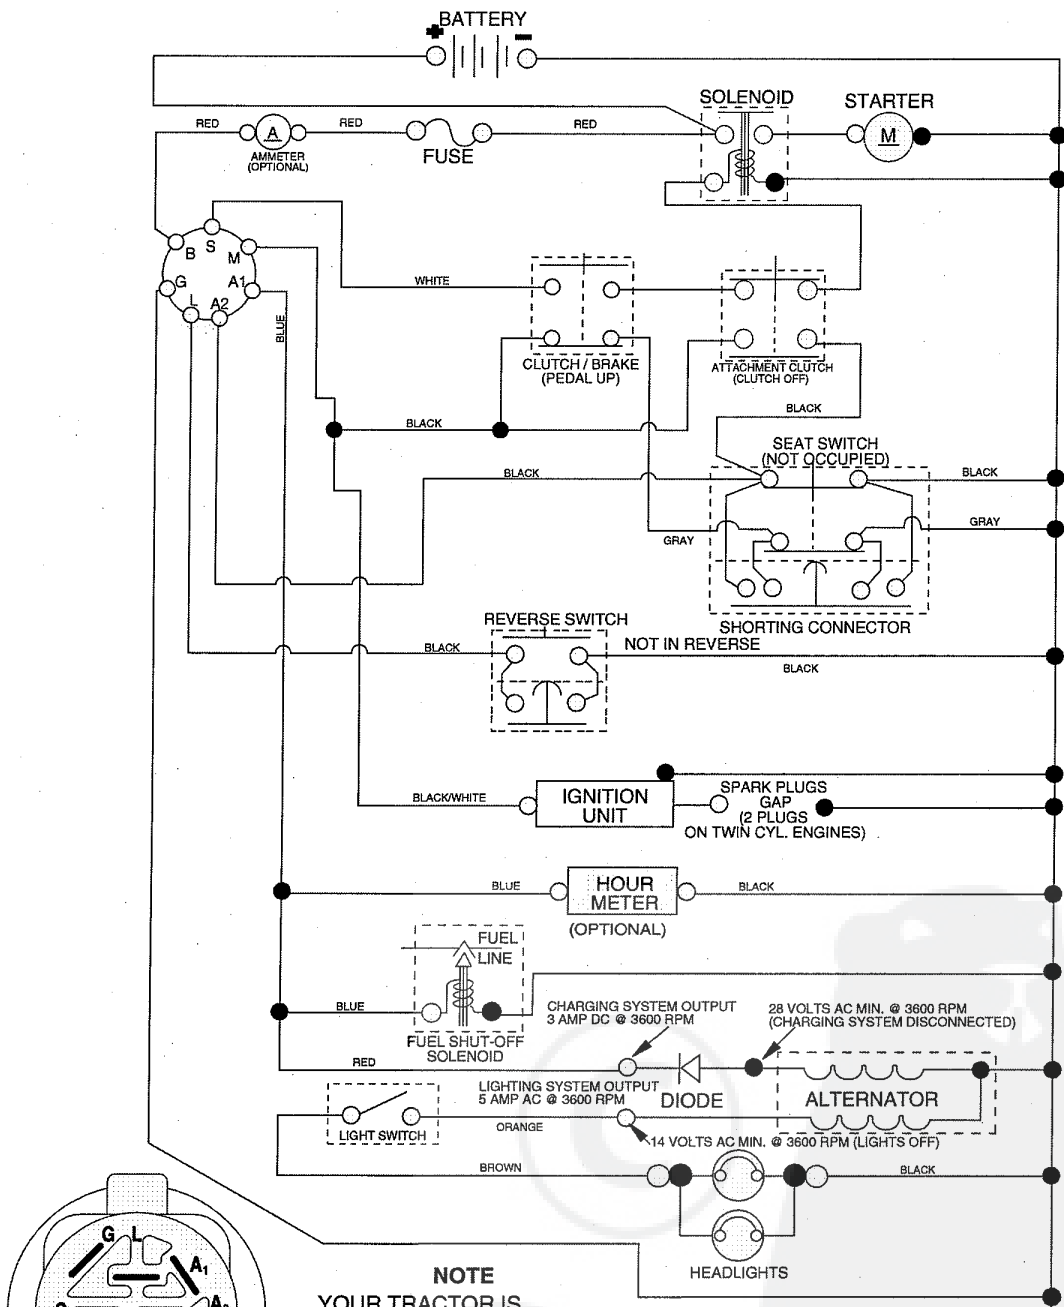 BATTERY
+
−
SOLENOID
STARTER
RED
A
RED
RED
M
AMMETER
(OPTIONAL)
FUSE
B
S
M
G
A1
L
A2
BLUE
WHITE
CLUTCH / BRAKE
(PEDAL UP)
ATTACHMENT CLUTCH
(CLUTCH OFF)
BLACK
BLACK
SEAT SWITCH
(NOT OCCUPIED)
BLACK
BLACK
GRAY
GRAY
SHORTING CONNECTOR
REVERSE SWITCH
NOT IN REVERSE
BLACK
BLACK
BLACK/WHITE
IGNITION
UNIT
SPARK PLUGS
GAP
(2 PLUGS
ON TWIN CYL. ENGINES)
BLUE
HOUR
METER
BLACK
(OPTIONAL)
FUEL
LINE
BLUE
FUEL SHUT-OFF
SOLENOID
CHARGING SYSTEM OUTPUT
3 AMP DC @ 3600 RPM
28 VOLTS AC MIN. @ 3600 RPM
(CHARGING SYSTEM DISCONNECTED)
RED
LIGHTING SYSTEM OUTPUT
5 AMP AC @ 3600 RPM
DIODE
ALTERNATOR
LIGHT SWITCH
ORANGE
14 VOLTS AC MIN. @ 3600 RPM (LIGHTS OFF)
BROWN
BLACK
HEADLIGHTS
G
L
A1
NOTE
YOUR TRACTOR IS